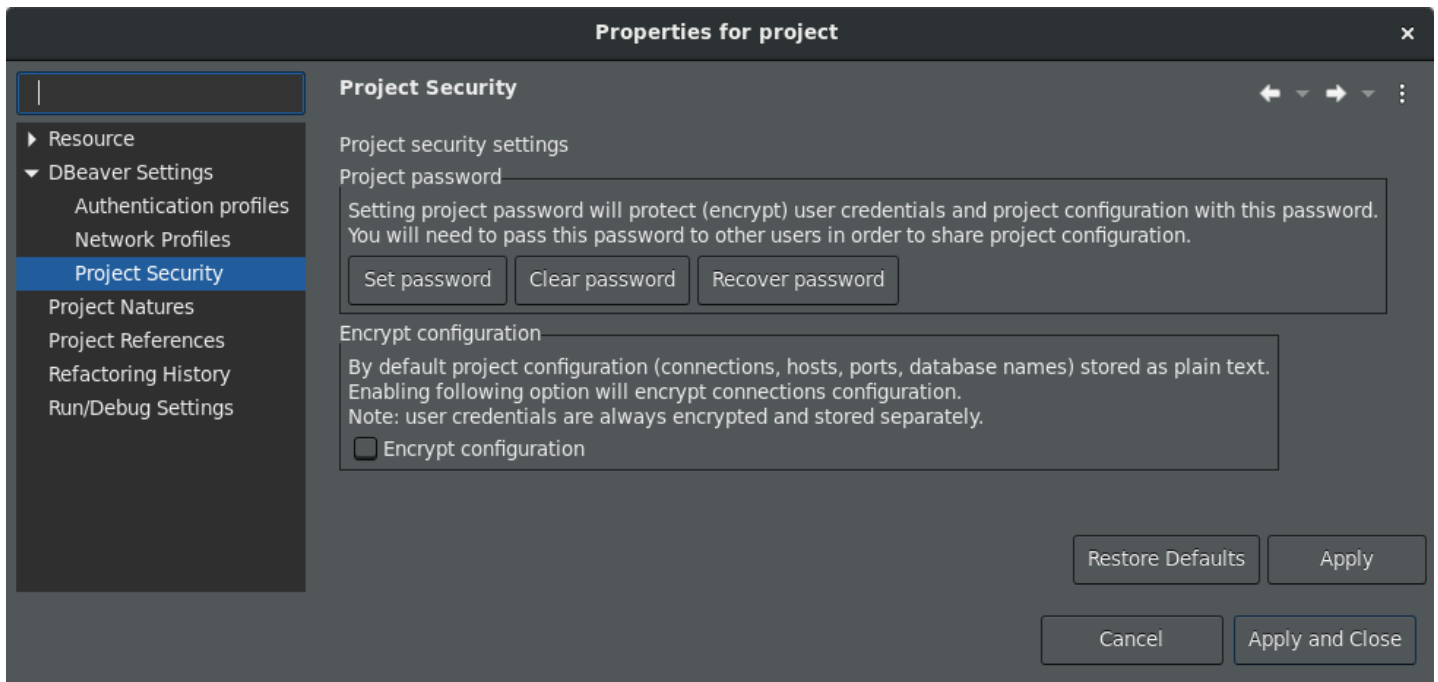 Properties for project
Project Security
Resource
DBeaver Settings
Authentication profiles
Network Profiles
Project Security
Project Natures
Project References
Refactoring History
Run/Debug Settings
Project security settings
Project password
Setting project password will protect (encrypt) user credentials and project configuration with this password.
You will need to pass this password to other users in order to share project configuration.
Set password Clear password Recover password
Encrypt configuration
By default project configuration (connections, hosts, ports, database names) stored as plain text.
Enabling following option will encrypt connections configuration.
Note: user credentials are always encrypted and stored separately.
Encrypt configuration
Restore Defaults Apply
Cancel Apply and Close